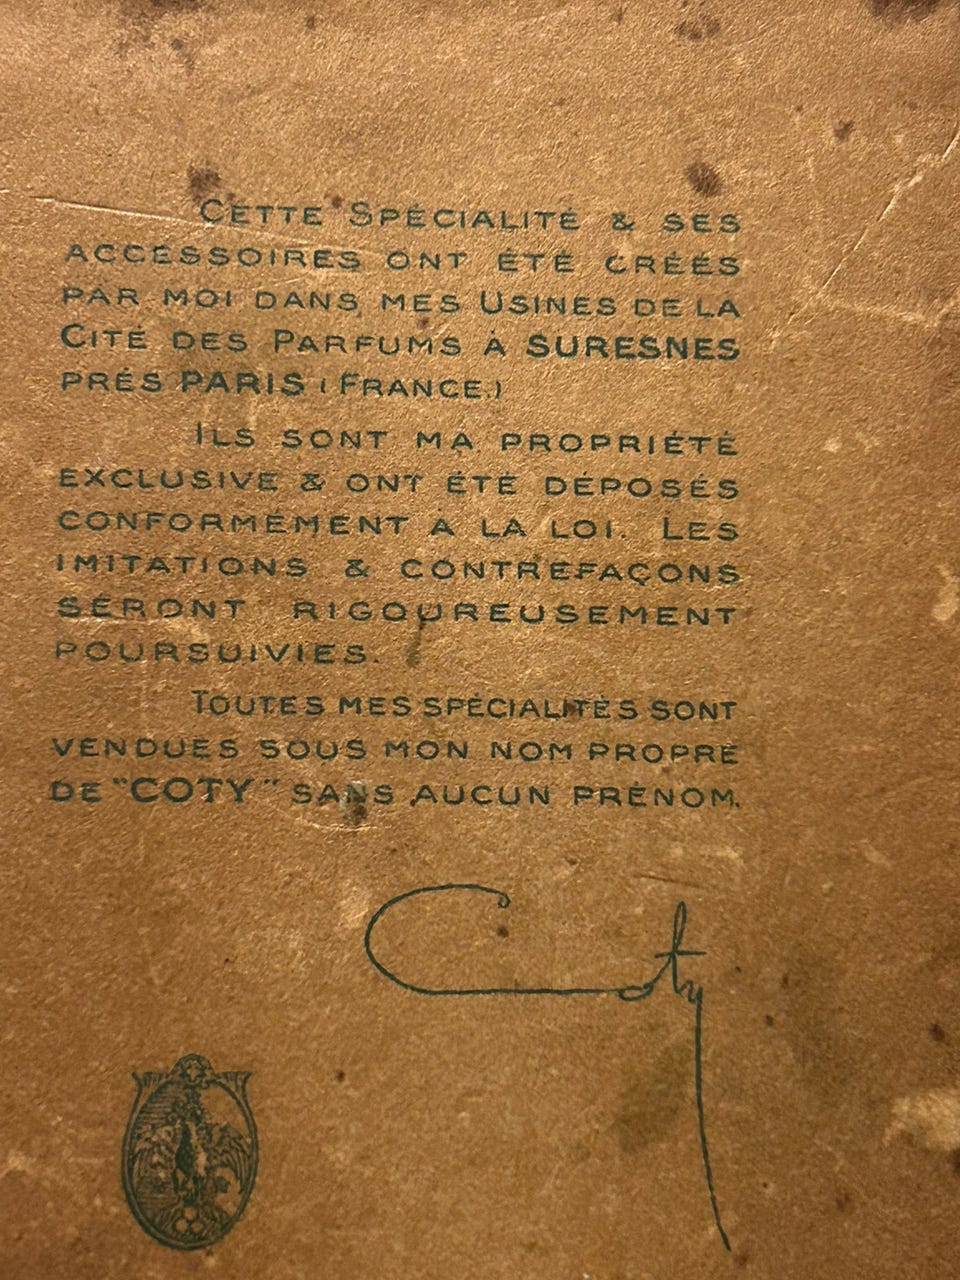 CETTE SPÉCIALITÉ & SES
ACCESSOIRES ONT ÉTÉ CRÉÉS
PAR MOI DANS MES USINES DE LA
CITÉ DES PARFUMS À SURESNES
PRÉS PARIS (FRANCE.)
ILS SONT MA PROPRIÉTÉ
EXCLUSIVE & ONT ÉTÉ DÉPOSÉS
CONFORMÉMENT À LA LOI. LES
IMITATIONS & CONTREFAÇONS
SERONT RIGOUREUSEMENT
POURSUIVIES.
TOUTES MES SPÉCIALITÉS SONT
VENDUES SOUS MON NOM PROPRE
DE "COTY" SANS AUCUN PRÉNOM.
Coty